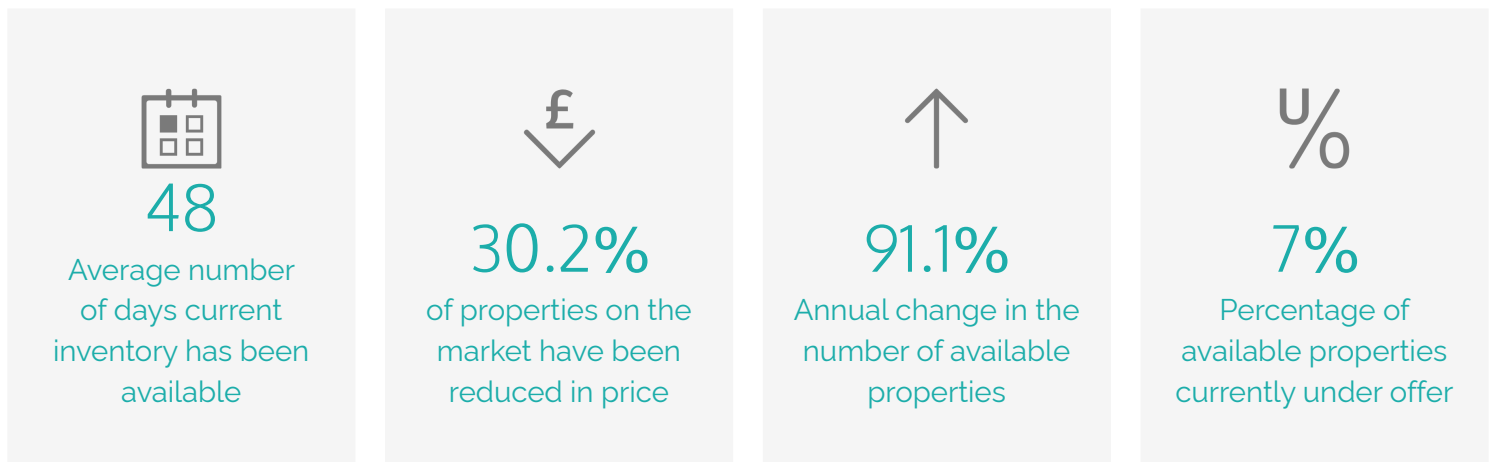 48
Average number
of days current
inventory has been
available
£
30.2%
of properties on the
market have been
reduced in price
91.1%
Annual change in the
number of available
properties
U%
7%
Percentage of
available properties
currently under offer